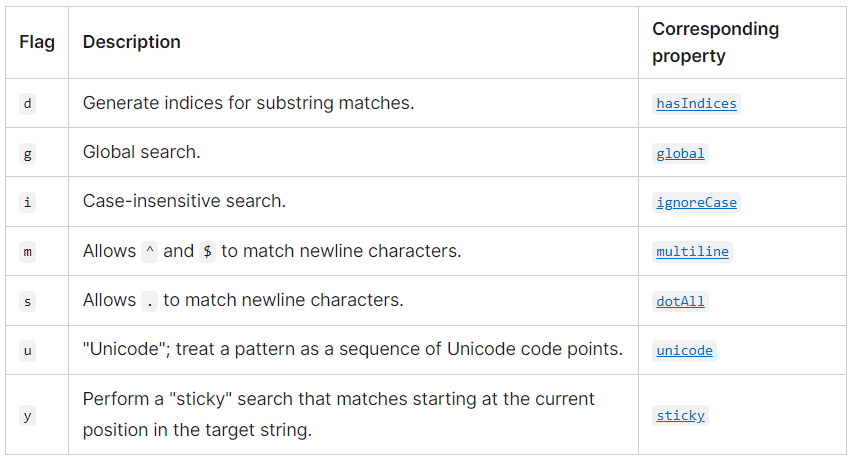 Flag Description Corresponding property
d Generate indices for substring matches. hasIndices
g Global search. global
i Case-insensitive search. ignoreCase
m Allows ^ and $ to match newline characters. multiline
s Allows . to match newline characters. dotAll
u "Unicode"; treat a pattern as a sequence of Unicode code points. unicode
y Perform a "sticky" search that matches starting at the current
position in the target string. sticky